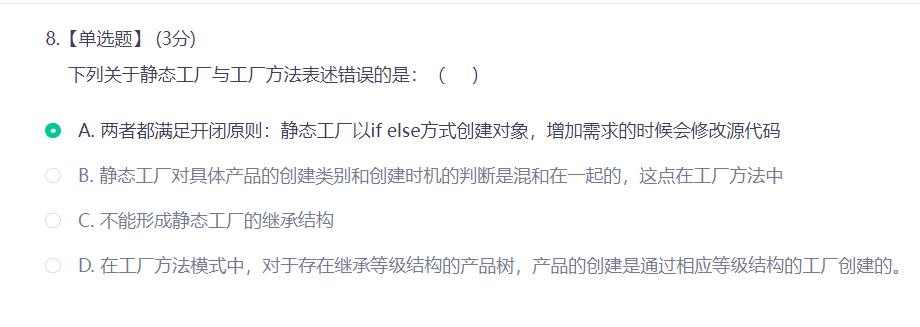 8.【单选题】 (3分)
下列关于静态工厂与工厂方法表述错误的是：（ ）
A. 两者都满足开闭原则：静态工厂以if else方式创建对象，增加需求的时候会修改源代码
B. 静态工厂对具体产品的创建类别和创建时机的判断是混和在一起的，这点在工厂方法中
C. 不能形成静态工厂的继承结构
D. 在工厂方法模式中，对于存在继承等级结构的产品树，产品的创建是通过相应等级结构的工厂创建的。